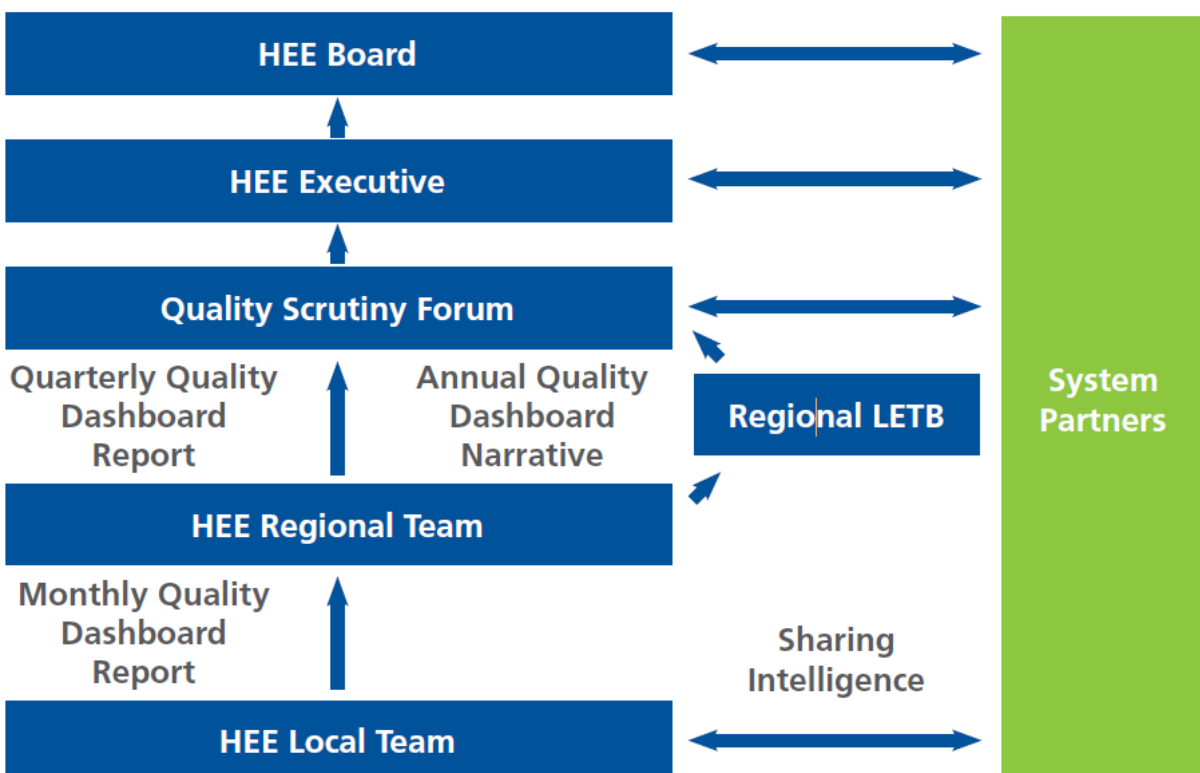 HEE Board
HEE Executive
Quality Scrutiny Forum
Quarterly Quality
Dashboard
Report
Annual Quality
Dashboard
Narrative
Regional LETB
System
Partners
HEE Regional Team
Monthly Quality
Dashboard
Report
Sharing
Intelligence
HEE Local Team